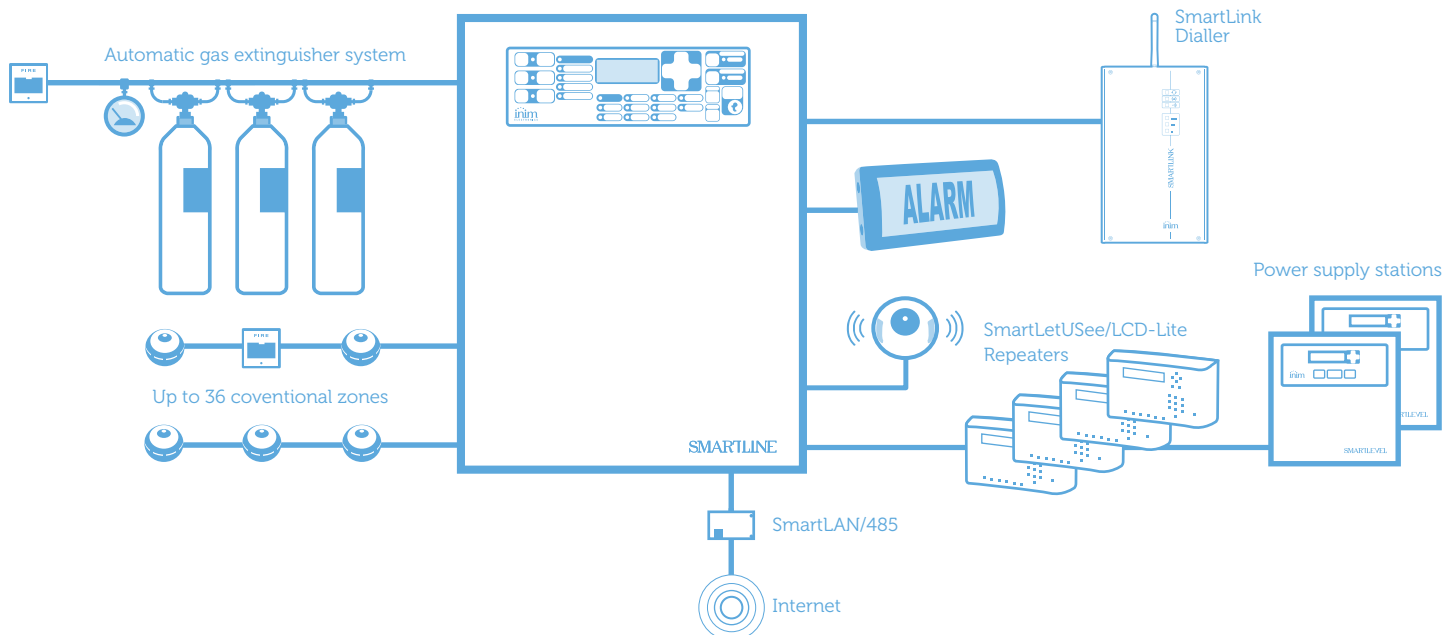 SmartLink
Dialler
Automatic gas extinguisher system
FIRE
inim
SMARTLINK
inim
ALARM
Power supply stations
SmartLetUSee/LCD-Lite
Repeaters
FIRE
inim
Up to 36 coventional zones
TLEVEL
SMARTLINE
SMARTLEVEL
SmartLAN/485
Internet